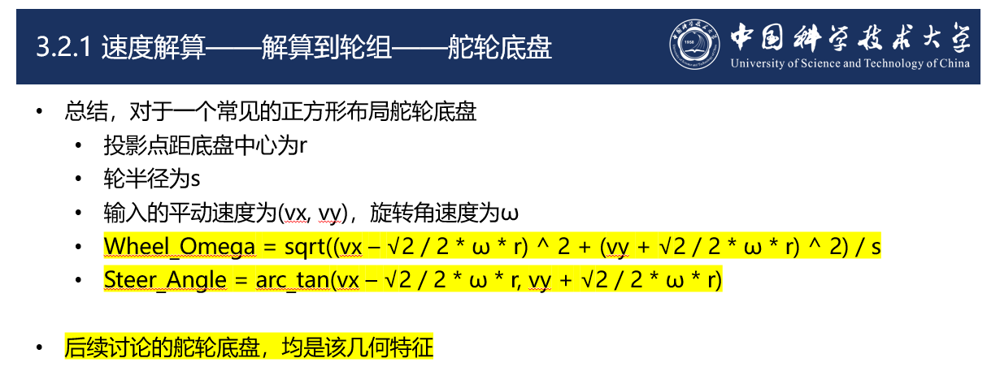 3.2.1 速度解算——解算到轮组——舵轮底盘
中国科学技术大学
University of Science and Technology of China
1958
• 总结，对于一个常见的正方形布局舵轮底盘
• 投影点距底盘中心为r
• 轮半径为s
• 输入的平动速度为(vx, vy)，旋转角速度为ω
• Wheel_Omega = sqrt((vx – √2 / 2 * ω * r) ^ 2 + (vy + √2 / 2 * ω * r) ^ 2) / s
• Steer_Angle = arc_tan(vx – √2 / 2 * ω * r, vy + √2 / 2 * ω * r)
• 后续讨论的舵轮底盘，均是该几何特征